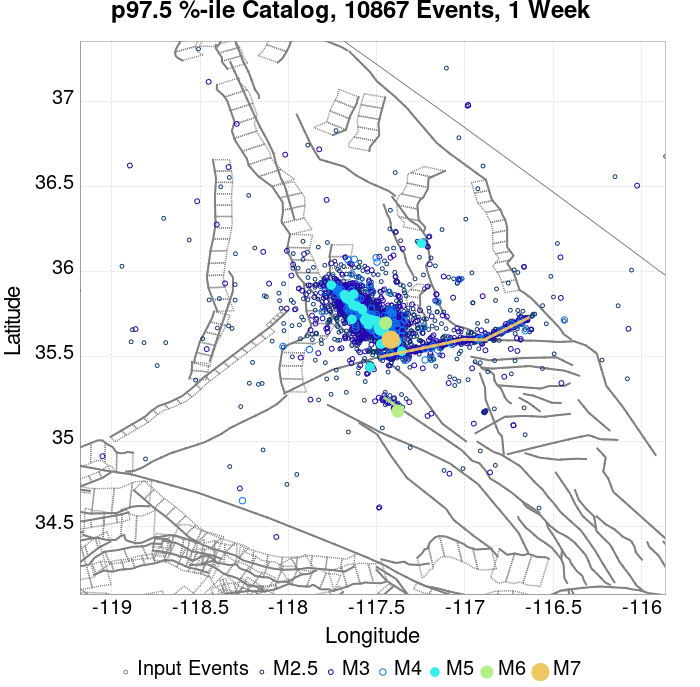 p97.5 %-ile Catalog, 10867 Events, 1 Week
Latitude
37
36.5
36
35.5
35
34.5
-119 -118.5 -118 -117.5 -117 -116.5 -116
Longitude
Input Events M2.5 M3 M4 M5 M6 M7